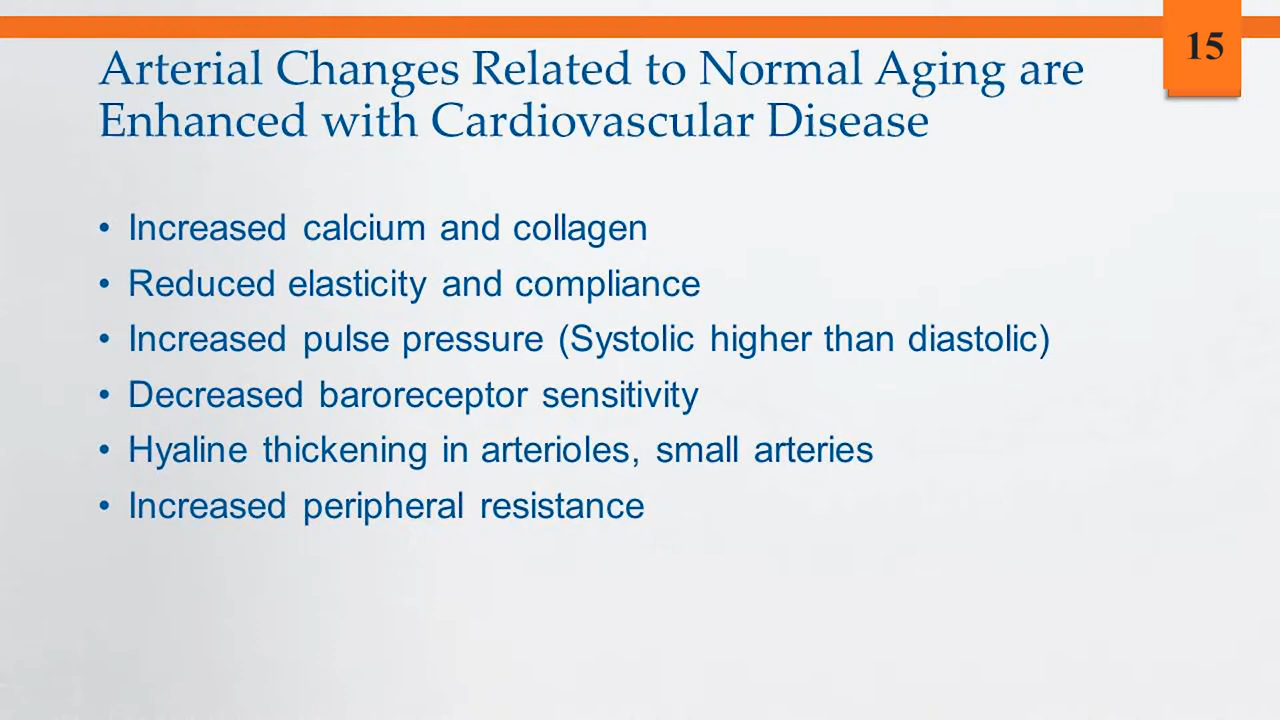 15
Arterial Changes Related to Normal Aging are
Enhanced with Cardiovascular Disease
• Increased calcium and collagen
• Reduced elasticity and compliance
• Increased pulse pressure (Systolic higher than diastolic)
• Decreased baroreceptor sensitivity
• Hyaline thickening in arterioles, small arteries
• Increased peripheral resistance